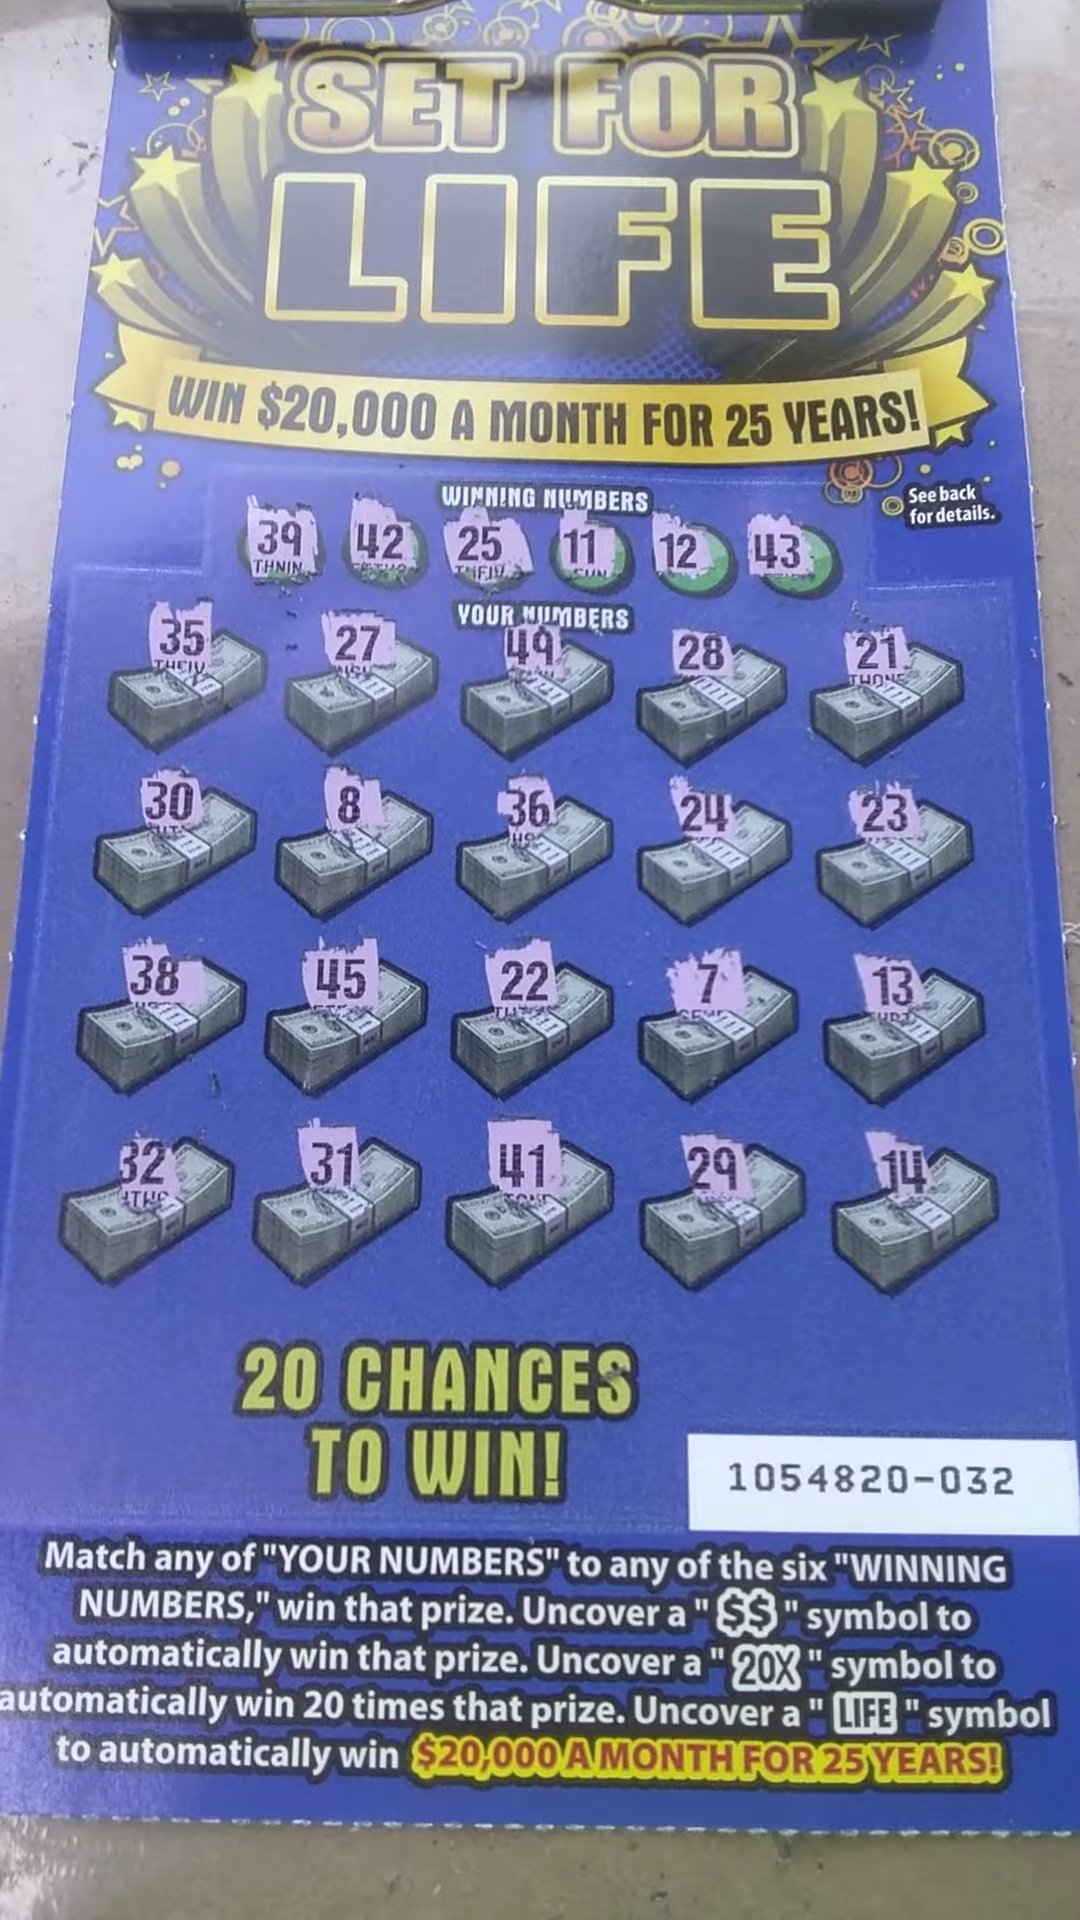 SET FOR
LIFE
WIN $20,000 A MONTH FOR 25 YEARS!
See back
for details.
WINNING NUMBERS
39 42 25 11 12 43
THNIN
YOUR NUMBERS
35 27 49 28 21
30 8 36 24 23
38 45 22 7 13
32 31 41 29 14
20 CHANCES
TO WIN!
1054820-032
Match any of "YOUR NUMBERS" to any of the six "WINNING
NUMBERS," win that prize. Uncover a "$$" symbol to
automatically win that prize. Uncover a "20X" symbol to
automatically win 20 times that prize. Uncover a "LIFE" symbol
to automatically win $20,000 A MONTH FOR 25 YEARS!